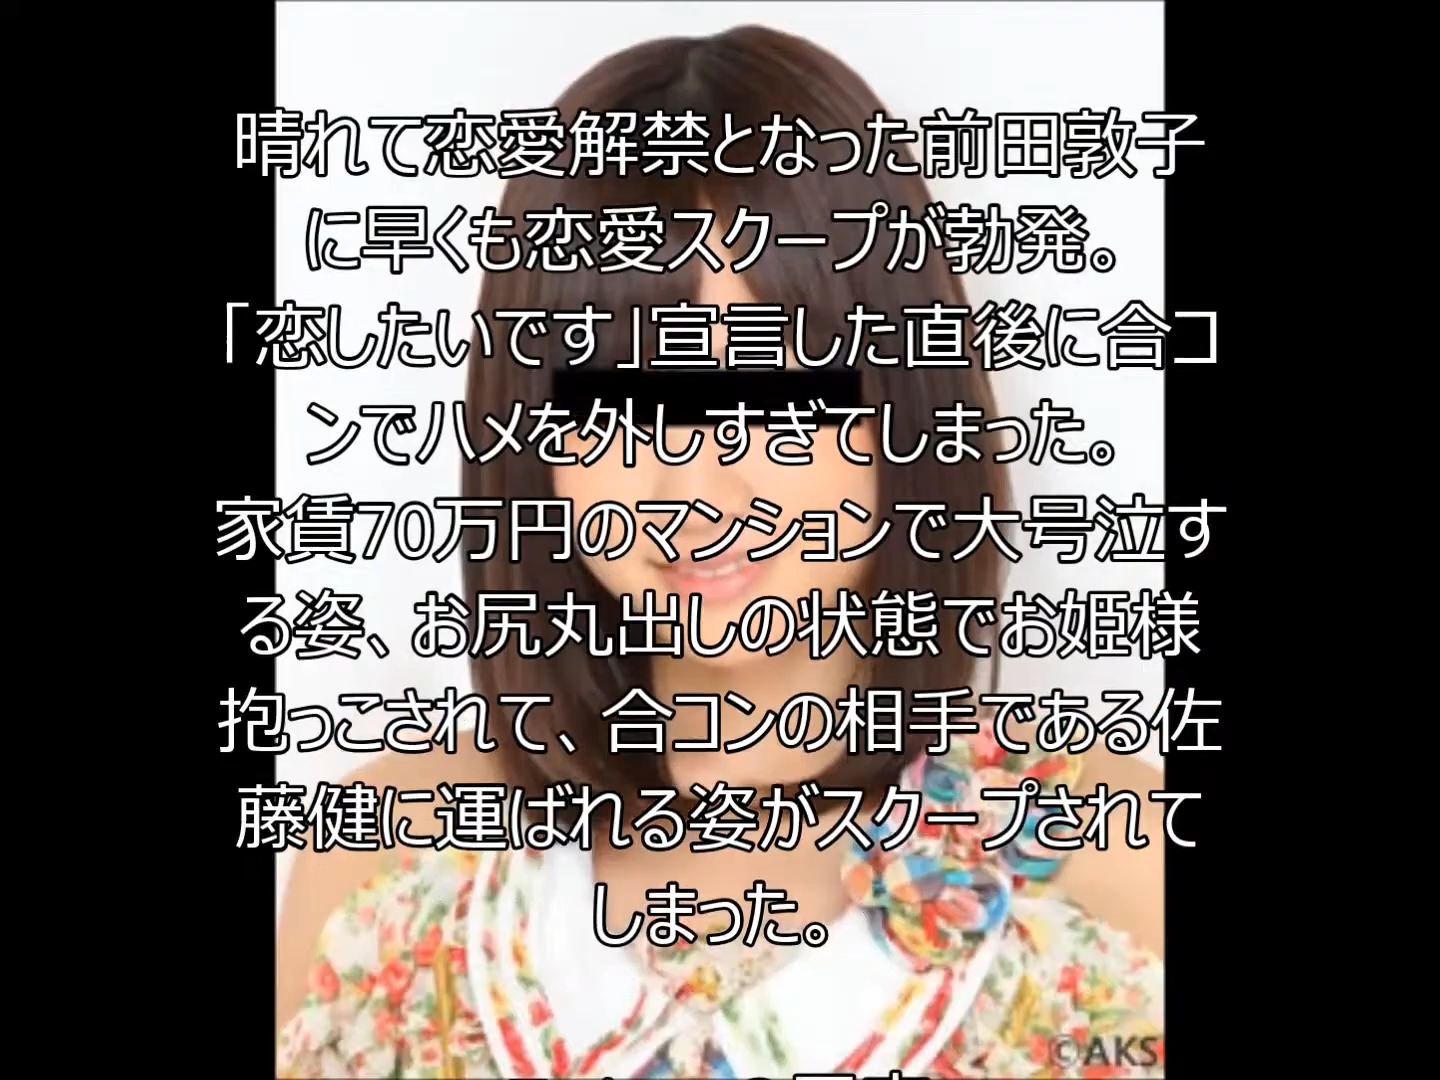 晴れて恋愛解禁となった前田敦子
に早くも恋愛スクープが勃発。
「恋したいです」宣言した直後に合コ
ンでハメを外しすぎてしまった。
家賃70万円のマンションで大号泣す
る姿、お尻丸出しの状態でお姫様
抱っこされて、合コンの相手である佐
藤健に運ばれる姿がスクープされて
しまった。
©AKS